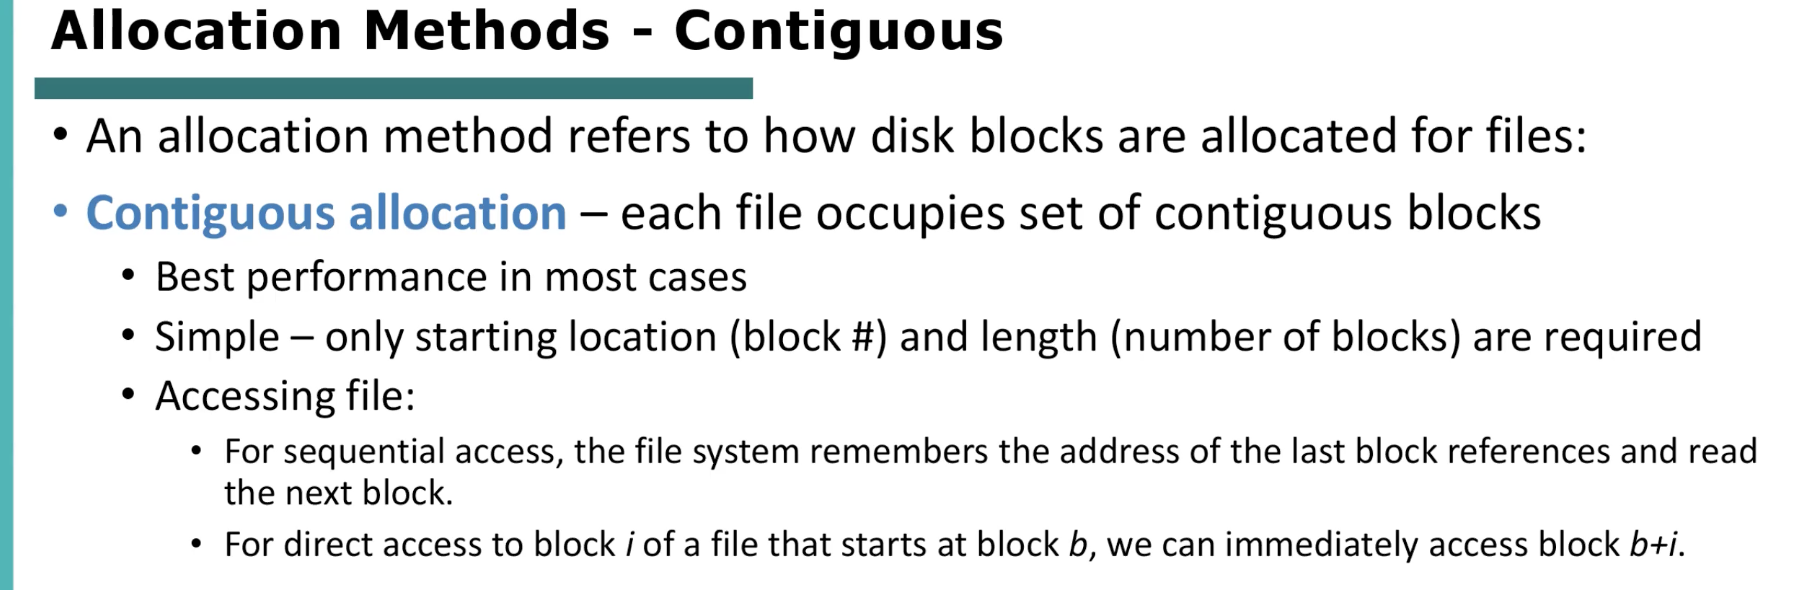 Allocation Methods - Contiguous
• An allocation method refers to how disk blocks are allocated for files:
• Contiguous allocation – each file occupies set of contiguous blocks
• Best performance in most cases
• Simple – only starting location (block #) and length (number of blocks) are required
• Accessing file:
• For sequential access, the file system remembers the address of the last block references and read
the next block.
• For direct access to block i of a file that starts at block b, we can immediately access block b+i.